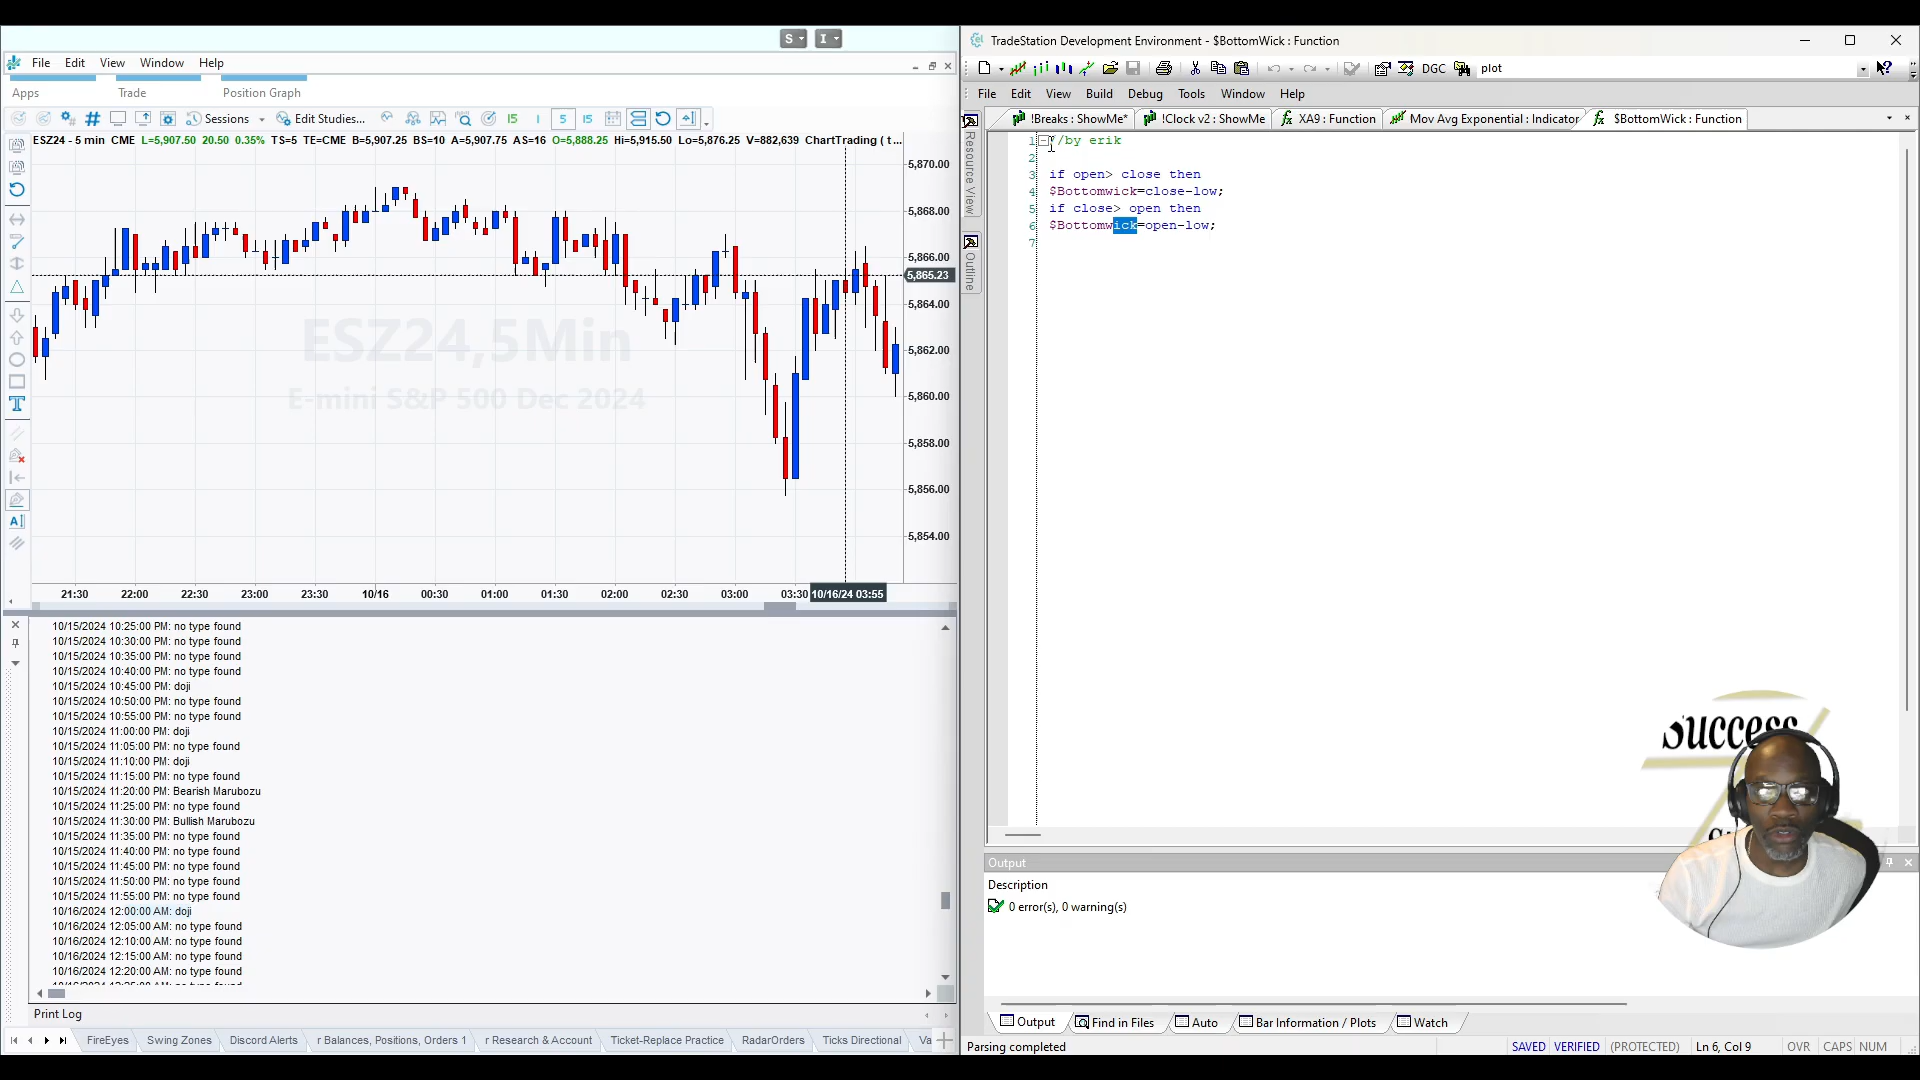 S
I
File Edit View Window Help
Apps Trade Position Graph
Sessions Edit Studies... 15 1 5 15
ESZ24 - 5 min CME L=5,907.50 20.50 0.35% TS=5 TE=CME B=5,907.25 BS=10 A=5,907.75 AS=16 O=5,888.25 Hi=5,915.50 Lo=5,876.25 V=882,639 ChartTrading ( t...
ESZ24,5Min
E-mini S&P 500 Dec 2024
5,870.00
5,868.00
5,866.00
5,865.23
5,864.00
5,862.00
5,860.00
5,858.00
5,856.00
5,854.00
21:30 22:00 22:30 23:00 23:30 10/16 00:30 01:00 01:30 02:00 02:30 03:00 03:30 10/16/24 03:55
10/15/2024 10:25:00 PM: no type found
10/15/2024 10:30:00 PM: no type found
10/15/2024 10:35:00 PM: no type found
10/15/2024 10:40:00 PM: no type found
10/15/2024 10:45:00 PM: doji
10/15/2024 10:50:00 PM: no type found
10/15/2024 10:55:00 PM: no type found
10/15/2024 11:00:00 PM: doji
10/15/2024 11:05:00 PM: no type found
10/15/2024 11:10:00 PM: doji
10/15/2024 11:15:00 PM: no type found
10/15/2024 11:20:00 PM: Bearish Marubozu
10/15/2024 11:25:00 PM: no type found
10/15/2024 11:30:00 PM: Bullish Marubozu
10/15/2024 11:35:00 PM: no type found
10/15/2024 11:40:00 PM: no type found
10/15/2024 11:45:00 PM: no type found
10/15/2024 11:50:00 PM: no type found
10/15/2024 11:55:00 PM: no type found
10/16/2024 12:00:00 AM: doji
10/16/2024 12:05:00 AM: no type found
10/16/2024 12:10:00 AM: no type found
10/16/2024 12:15:00 AM: no type found
10/16/2024 12:20:00 AM: no type found
Print Log
FireEyes Swing Zones Discord Alerts r Balances, Positions, Orders 1 r Research & Account Ticket-Replace Practice RadarOrders Ticks Directional Va
TradeStation Development Environment - $BottomWick : Function
DGC plot
File Edit View Build Debug Tools Window Help
!Breaks : ShowMe* !Clock v2 : ShowMe XA9 : Function Mov Avg Exponential : Indicator $BottomWick : Function
Resource View
Outline
1 //by erik
2
3 if open> close then
4 $Bottomwick=close-low;
5 if close> open then
6 $Bottomwick=open-low;
7
success
Output
Description
0 error(s), 0 warning(s)
Output Find in Files Auto Bar Information / Plots Watch
Parsing completed SAVED VERIFIED (PROTECTED) Ln 6, Col 9 OVR CAPS NUM